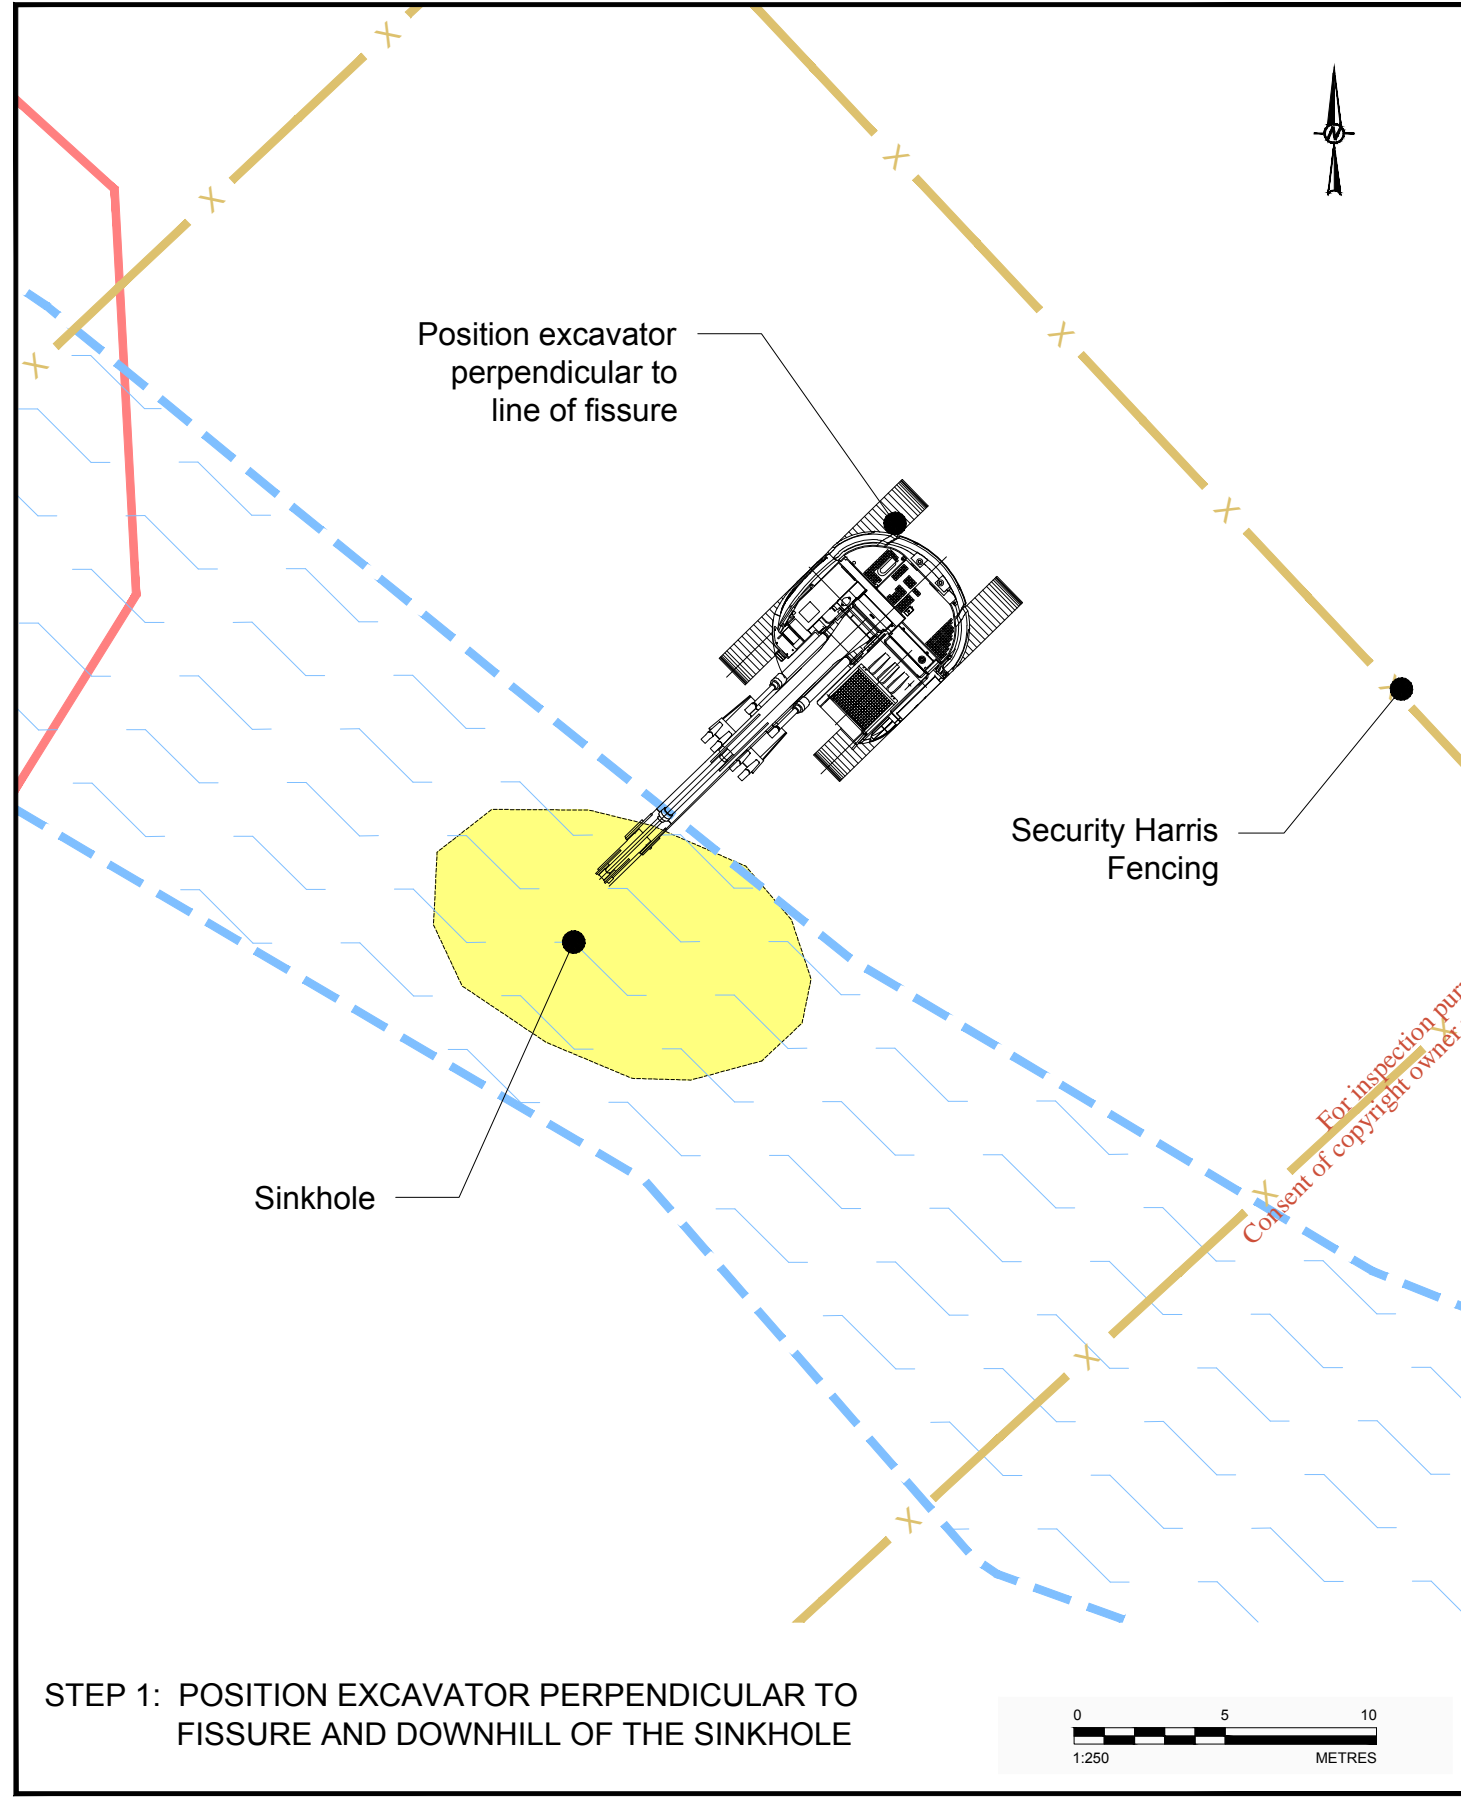 N
Position excavator
perpendicular to
line of fissure
Security Harris
Fencing
For inspection
Consent of copyright owner
Sinkhole
STEP 1: POSITION EXCAVATOR PERPENDICULAR TO
FISSURE AND DOWNHILL OF THE SINKHOLE
0 5 10
1:250 METRES